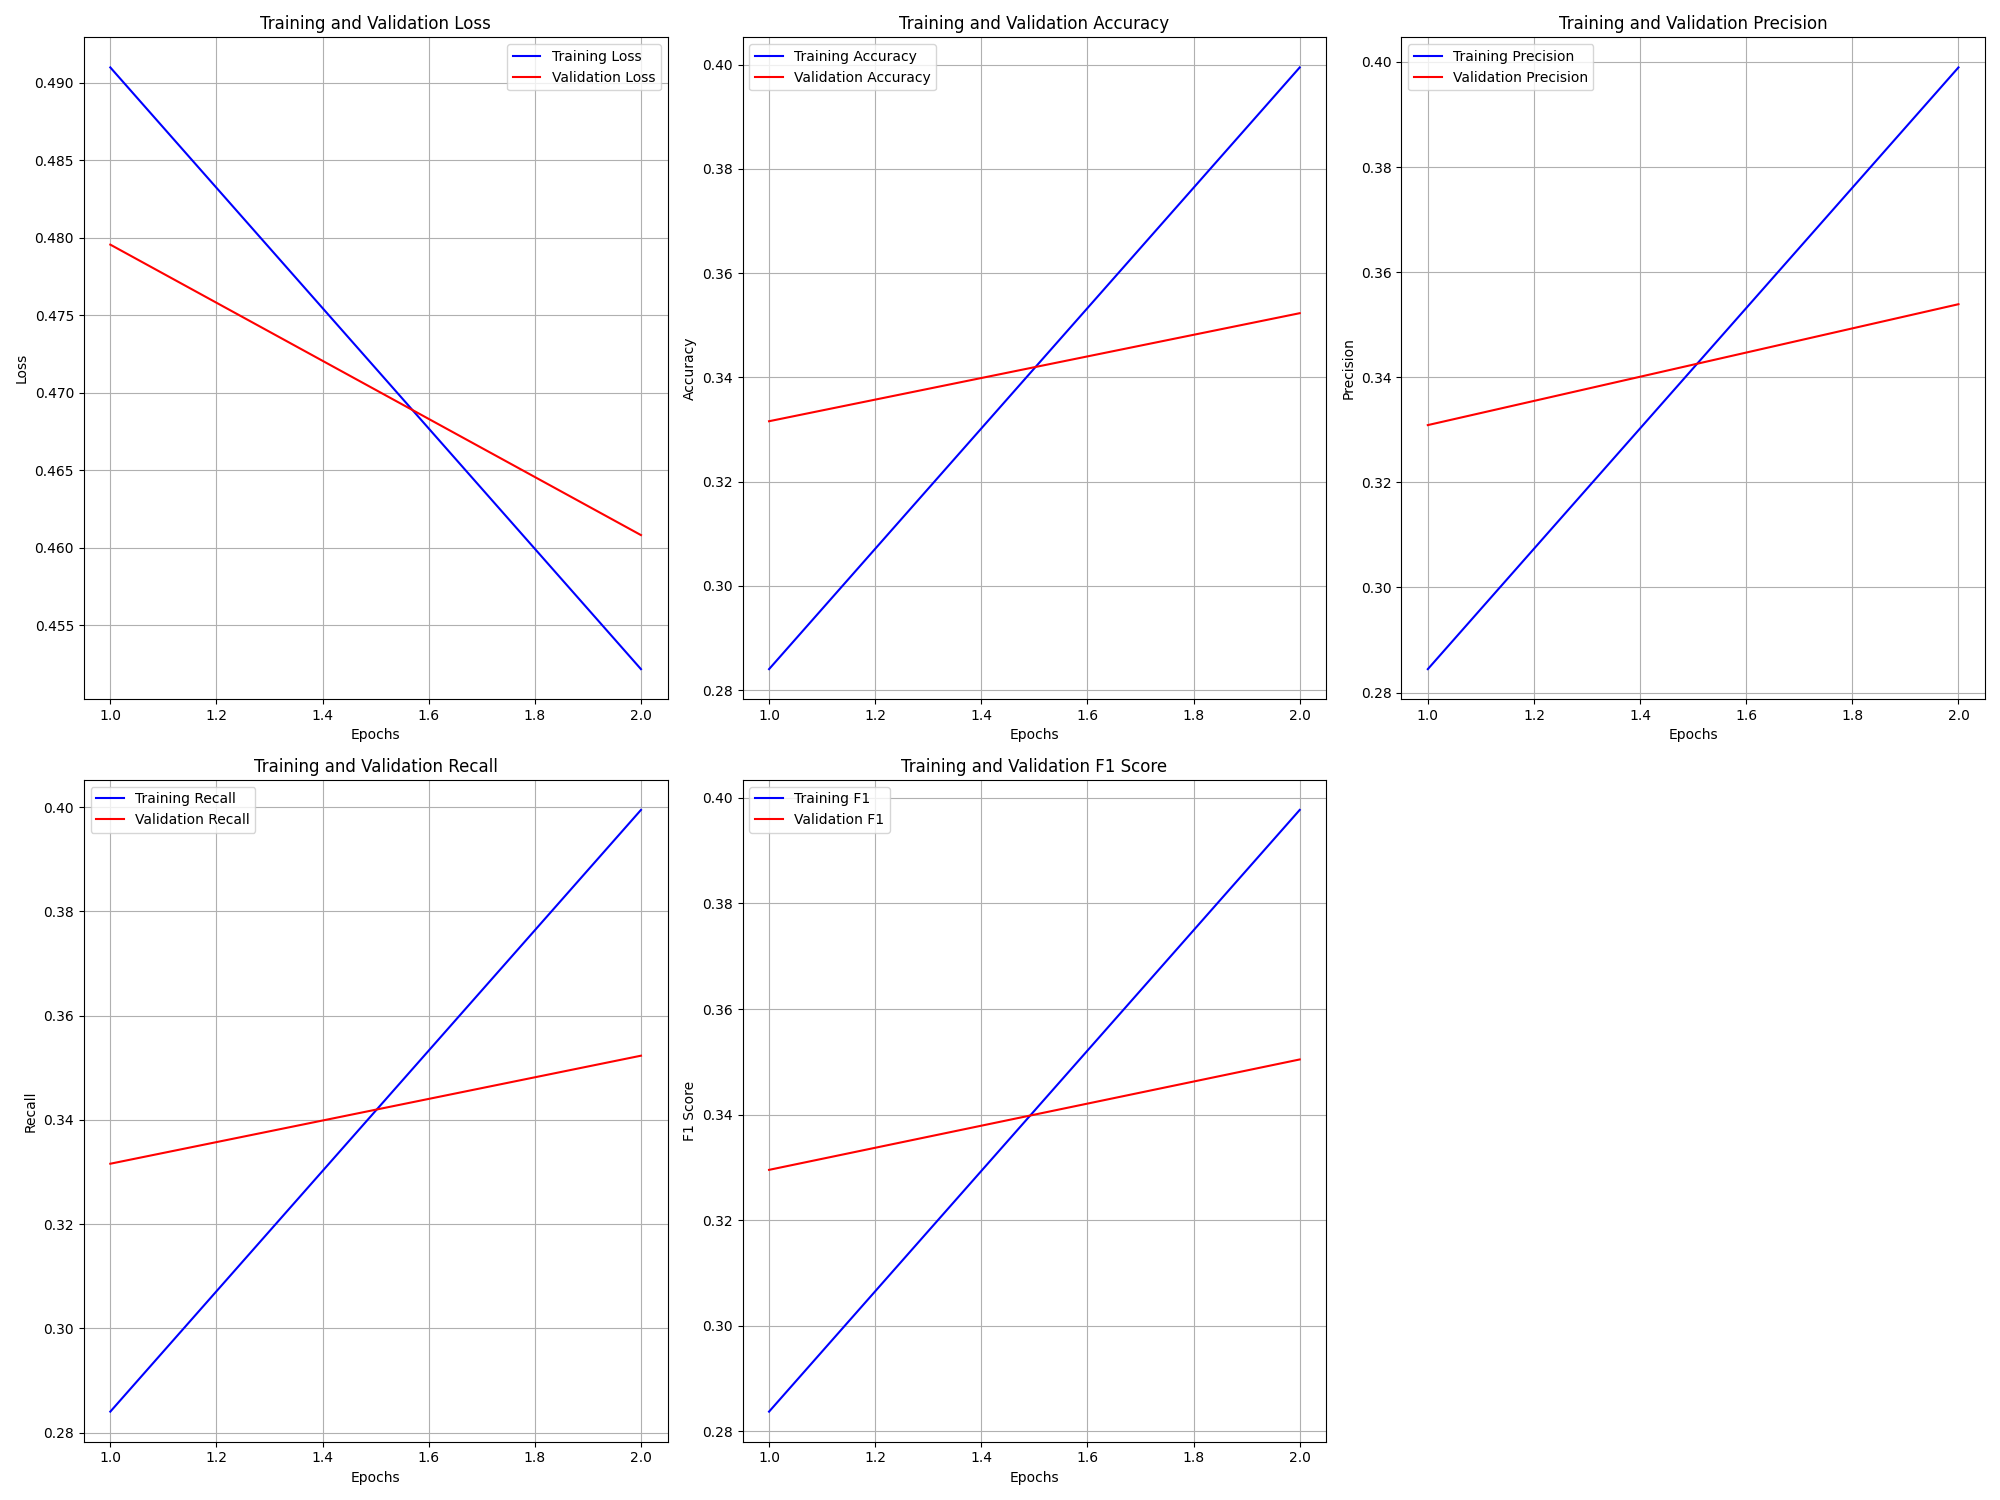 Training and Validation Loss
Training Loss
Validation Loss
0.490
0.485
0.480
0.475
0.470
0.465
0.460
0.455
Loss
1.0 1.2 1.4 1.6 1.8 2.0
Epochs
Training and Validation Accuracy
Training Accuracy
Validation Accuracy
0.40
0.38
0.36
0.34
0.32
0.30
0.28
Accuracy
1.0 1.2 1.4 1.6 1.8 2.0
Epochs
Training and Validation Precision
Training Precision
Validation Precision
0.40
0.38
0.36
0.34
0.32
0.30
0.28
Precision
1.0 1.2 1.4 1.6 1.8 2.0
Epochs
Training and Validation Recall
Training Recall
Validation Recall
0.40
0.38
0.36
0.34
0.32
0.30
0.28
Recall
1.0 1.2 1.4 1.6 1.8 2.0
Epochs
Training and Validation F1 Score
Training F1
Validation F1
0.40
0.38
0.36
0.34
0.32
0.30
0.28
F1 Score
1.0 1.2 1.4 1.6 1.8 2.0
Epochs